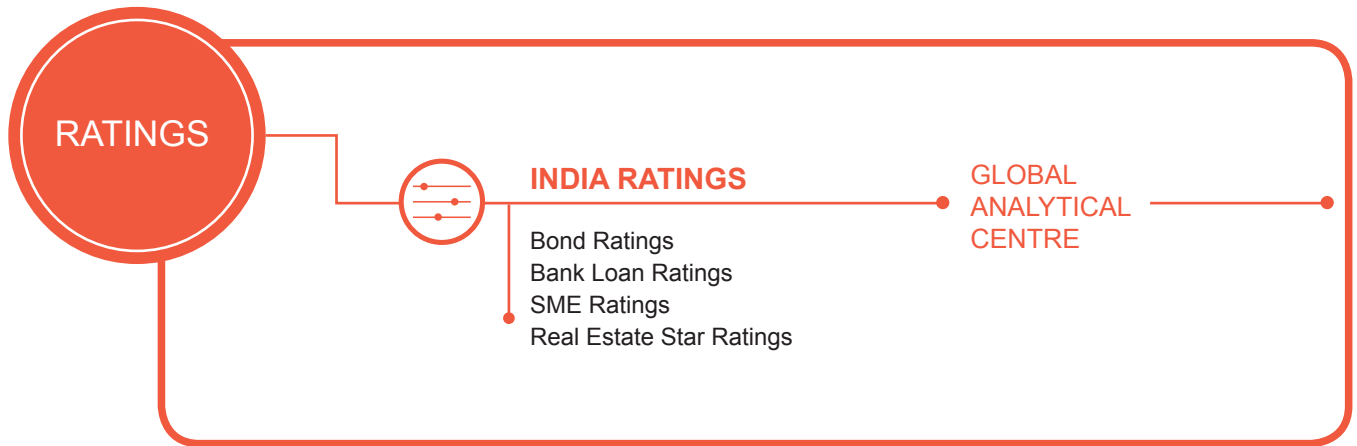 RATINGS
INDIA RATINGS
Bond Ratings
Bank Loan Ratings
SME Ratings
Real Estate Star Ratings
GLOBAL
ANALYTICAL
CENTRE